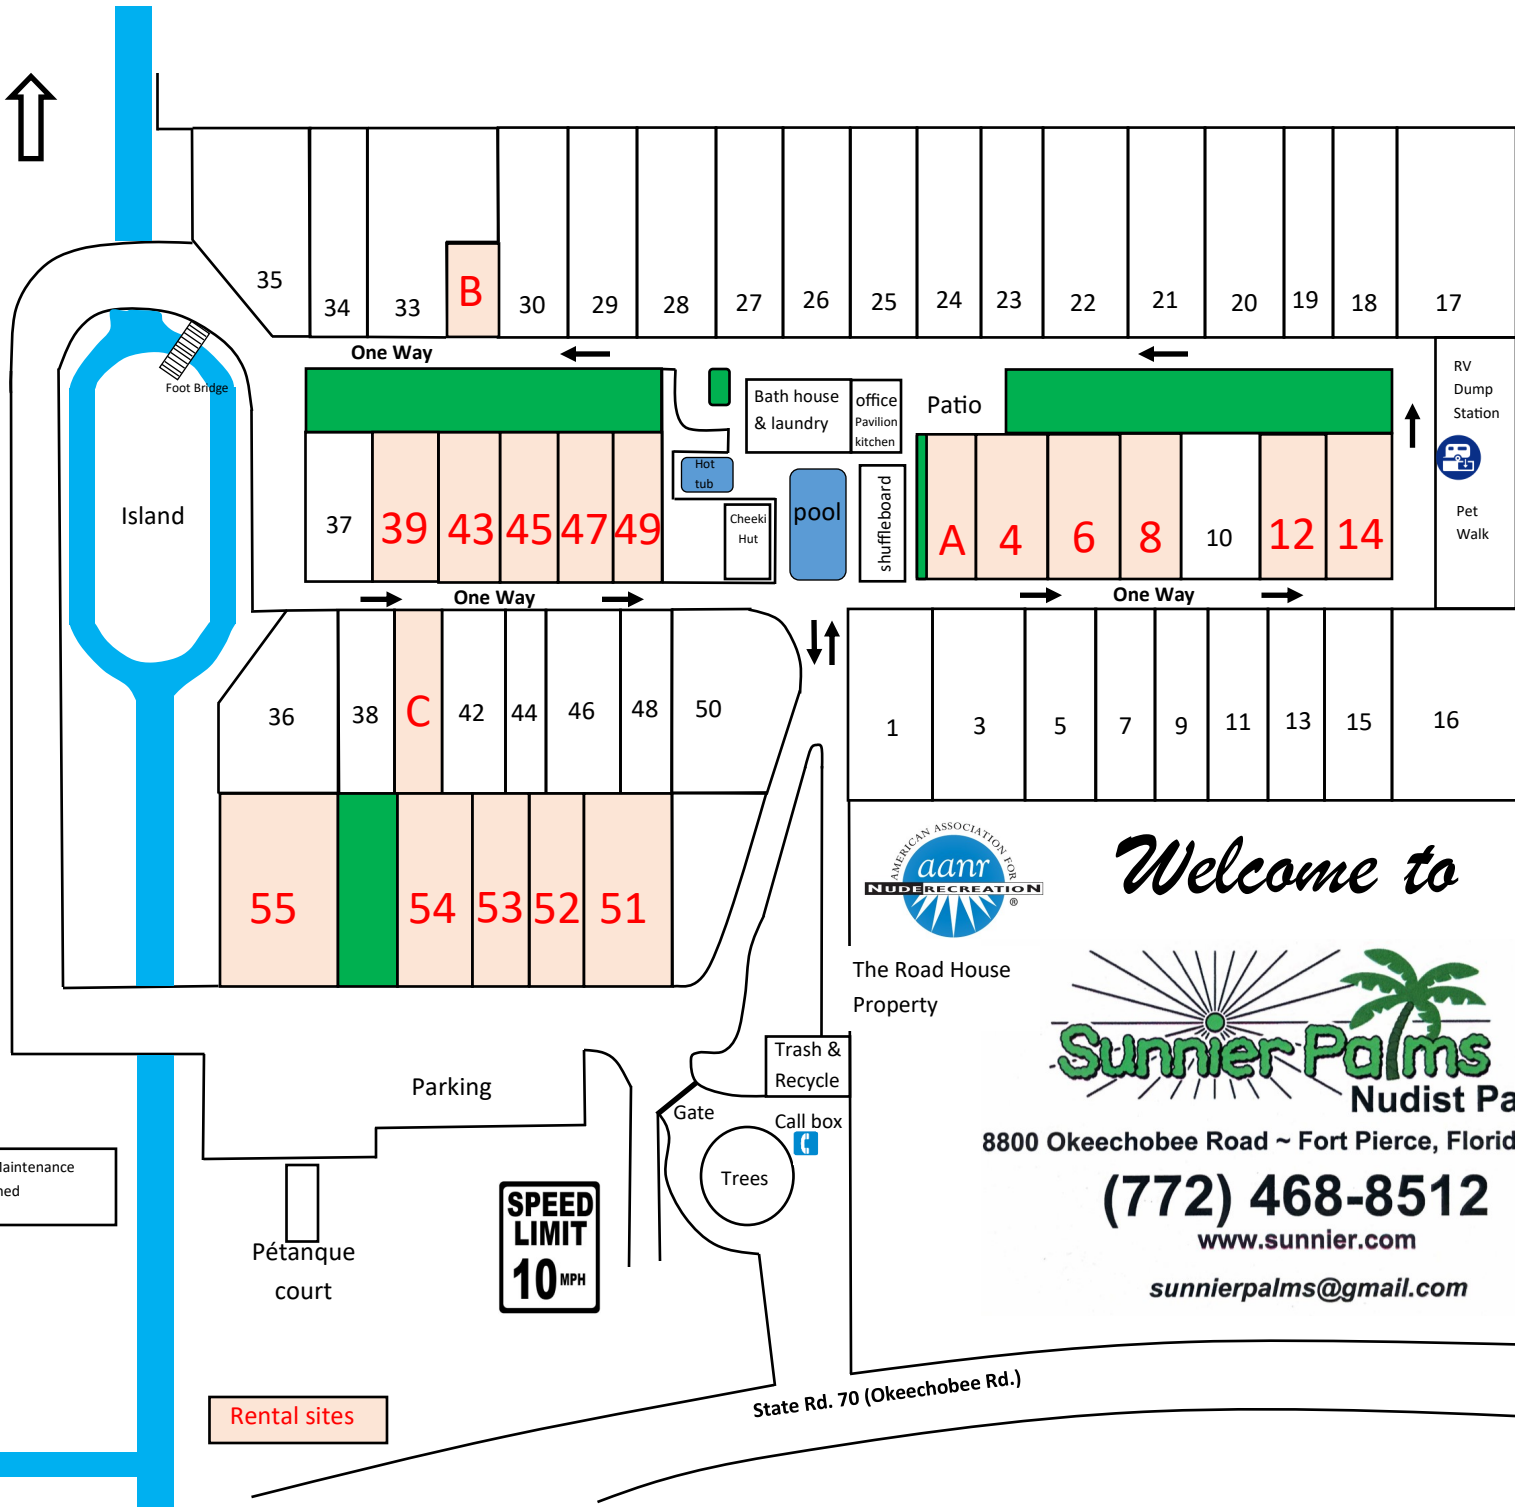 35
34
33
B
30
29
28
27
26
25
24
23
22
21
20
19
18
17
One Way
Foot Bridge
Bath house
& laundry
office
Pavilion
kitchen
Patio
RV
Dump
Station
Pet
Walk
Island
37
39
43
45
47
49
Hot
tub
Cheeki
Hut
pool
shuffleboard
A
4
6
8
10
12
14
One Way
One Way
36
38
C
42
44
46
48
50
1
3
5
7
9
11
13
15
16
55
54
53
52
51
AMERICAN ASSOCIATION FOR
aanr
NUDE RECREATION
®
Welcome to
The Road House
Property
Sunnier Palms
Nudist Pa
8800 Okeechobee Road ~ Fort Pierce, Florid
(772) 468-8512
www.sunnier.com
sunnierpalms@gmail.com
Trash &
Recycle
Parking
Gate
Call box
Trees
aintenance
ned
Pétanque
court
SPEED
LIMIT
10 MPH
Rental sites
State Rd. 70 (Okeechobee Rd.)